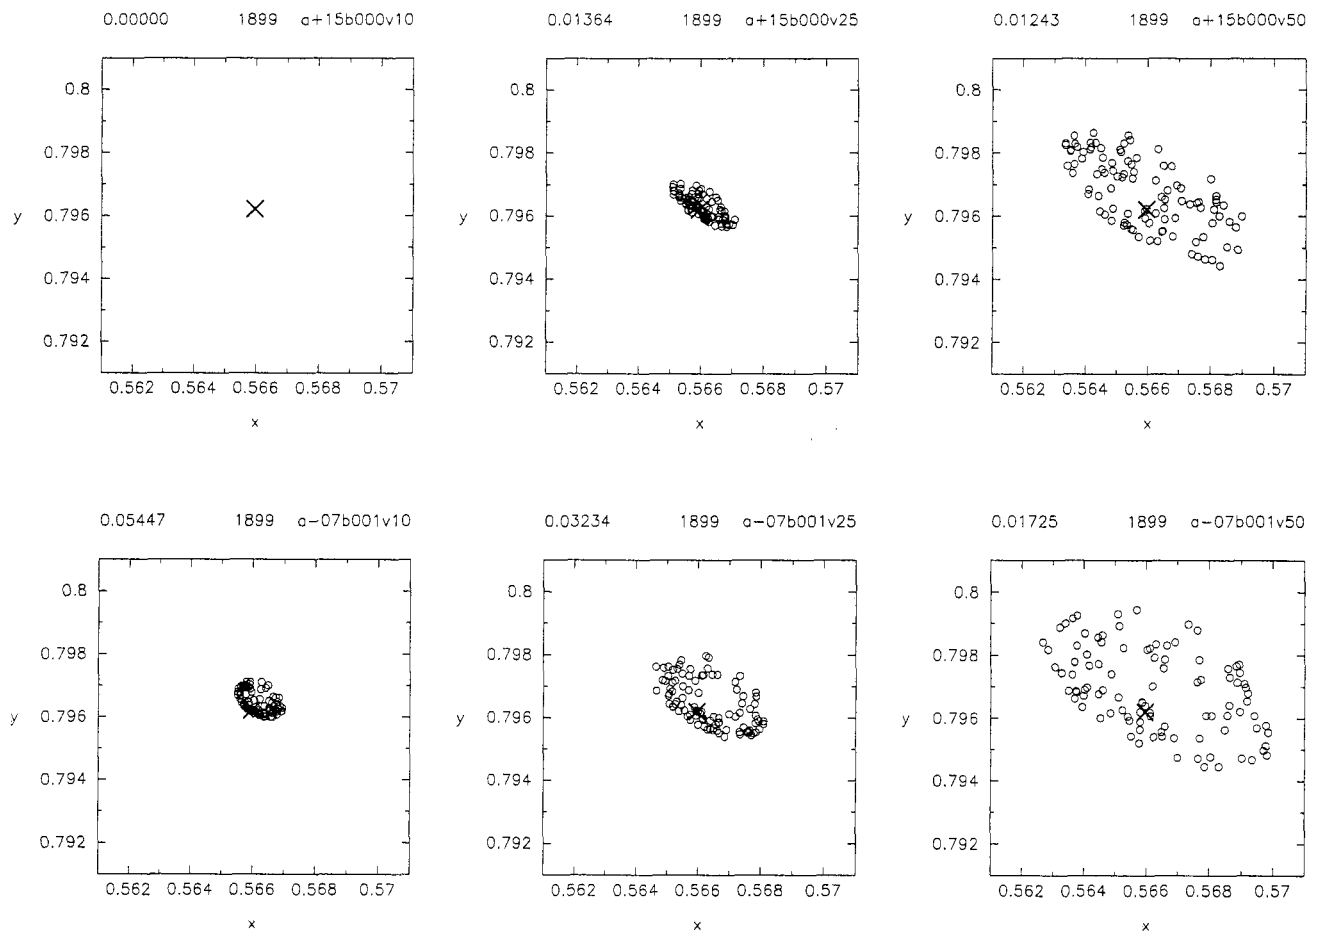 0.00000 1899 a+15b000v10
0.8
0.798
0.796
y
0.794
0.792
0.562 0.564 0.566 0.568 0.57
x
0.01364 1899 a+15b000v25
0.8
0.798
0.796
y
0.794
0.792
0.562 0.564 0.566 0.568 0.57
x
0.01243 1899 a+15b000v50
0.8
0.798
0.796
y
0.794
0.792
0.562 0.564 0.566 0.568 0.57
x
0.05447 1899 a-07b001v10
0.8
0.798
0.796
y
0.794
0.792
0.562 0.564 0.566 0.568 0.57
x
0.03234 1899 a-07b001v25
0.8
0.798
0.796
y
0.794
0.792
0.562 0.564 0.566 0.568 0.57
x
0.01725 1899 a-07b001v50
0.8
0.798
0.796
y
0.794
0.792
0.562 0.564 0.566 0.568 0.57
x